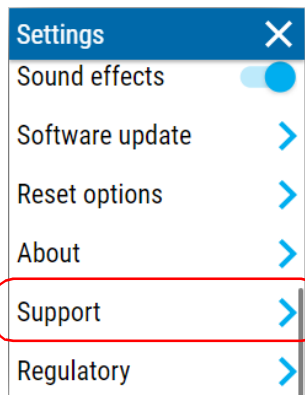 Settings
Sound effects
Software update
Reset options
About
Support
Regulatory